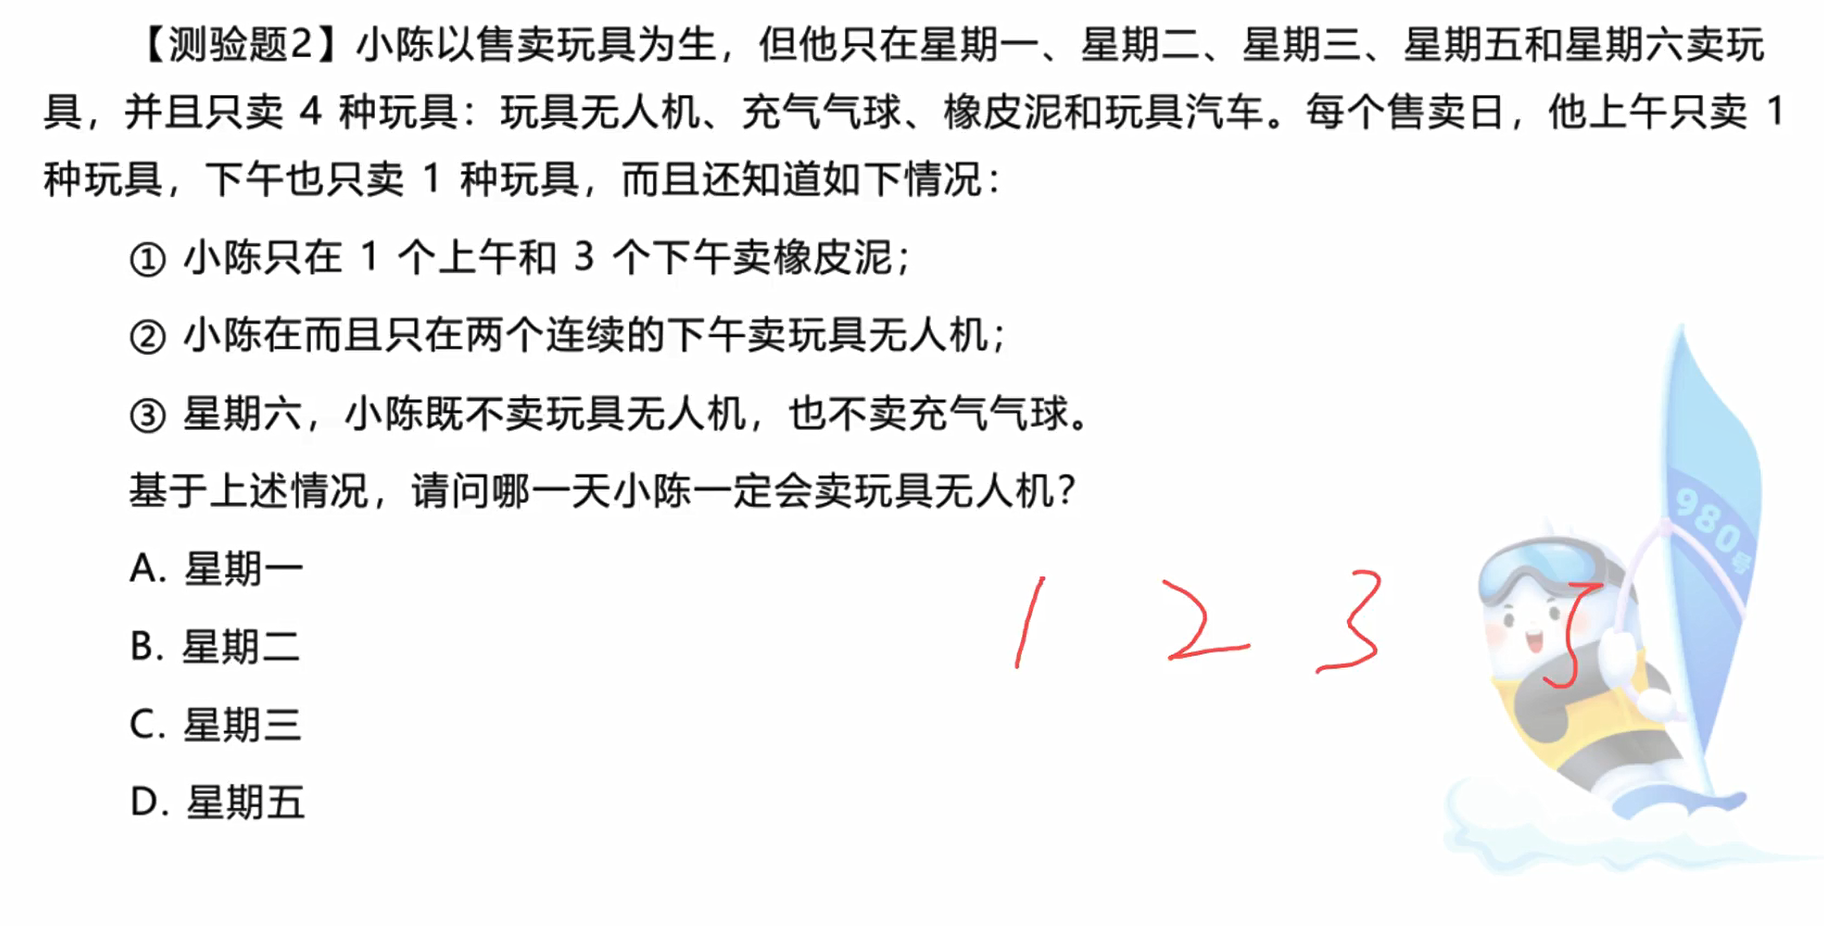 【测验题2】小陈以售卖玩具为生，但他只在星期一、星期二、星期三、星期五和星期六卖玩
具，并且只卖 4 种玩具：玩具无人机、充气气球、橡皮泥和玩具汽车。每个售卖日，他上午只卖 1
种玩具，下午也只卖 1 种玩具，而且还知道如下情况：
① 小陈只在 1 个上午和 3 个下午卖橡皮泥；
② 小陈在而且只在两个连续的下午卖玩具无人机；
③ 星期六，小陈既不卖玩具无人机，也不卖充气气球。
基于上述情况，请问哪一天小陈一定会卖玩具无人机？
A. 星期一
B. 星期二
C. 星期三
D. 星期五
1 2 3 5
980号